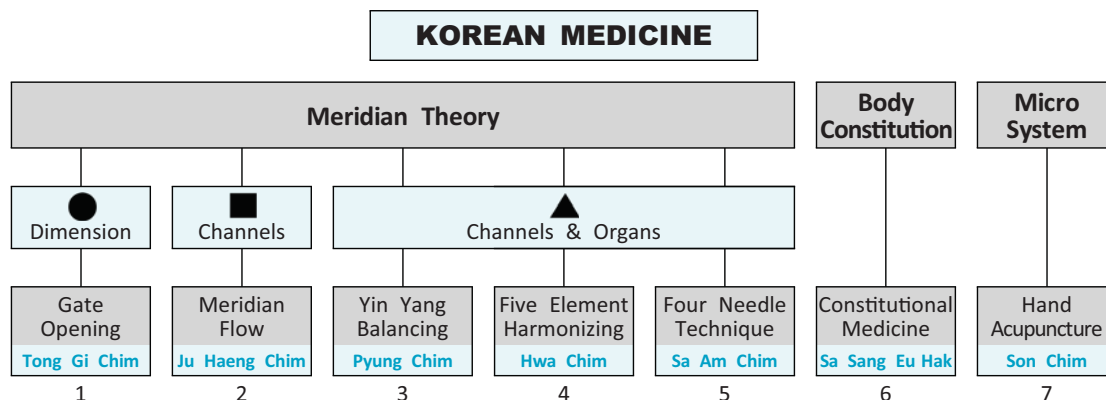 KOREAN MEDICINE
Meridian Theory
Body
Constitution
Micro
System
Dimension
Channels
Channels & Organs
Gate
Opening
Tong Gi Chim
1
Meridian
Flow
Ju Haeng Chim
2
Yin Yang
Balancing
Pyung Chim
3
Five Element
Harmonizing
Hwa Chim
4
Four Needle
Technique
Sa Am Chim
5
Constitutional
Medicine
Sa Sang Eu Hak
6
Hand
Acupuncture
Son Chim
7